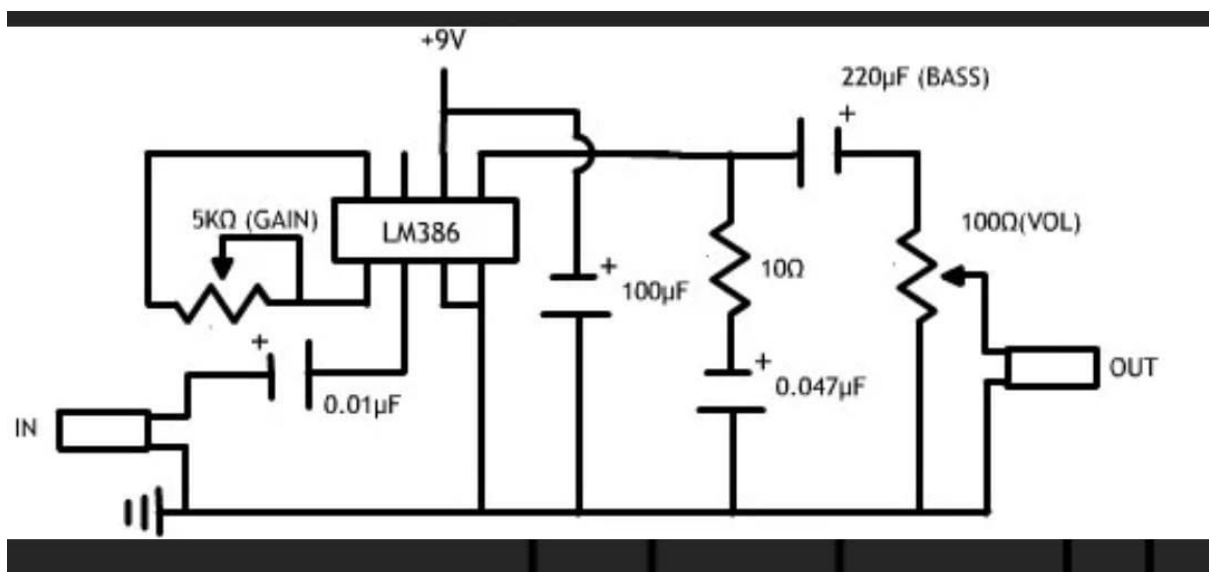 +9V
220µF (BASS)
+
5KΩ (GAIN)
LM386
100Ω(VOL)
+
100µF
10Ω
+
0.01µF
+
0.047µF
OUT
IN